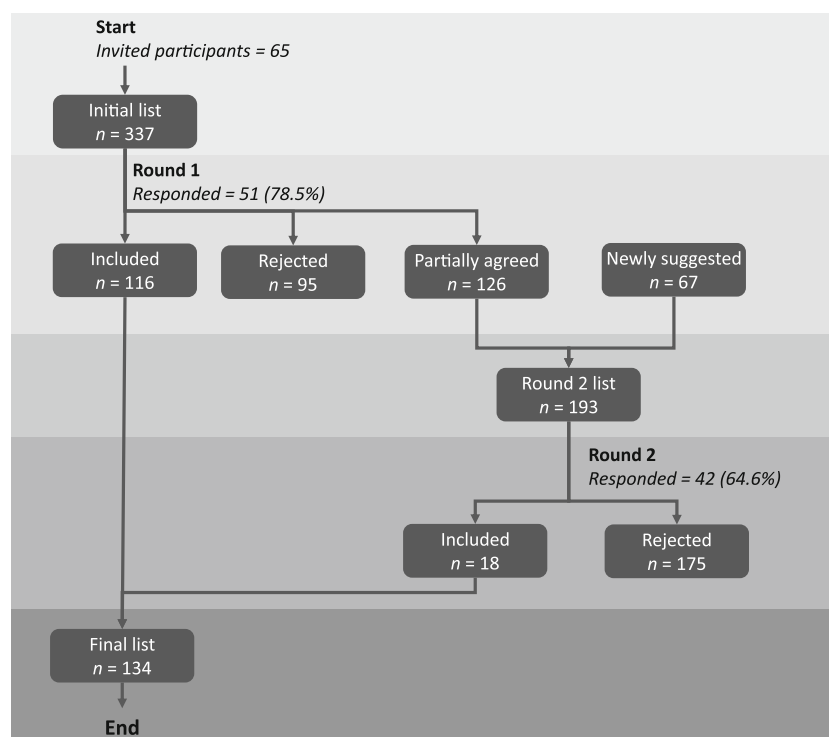 Start
Invited participants = 65
Initial list
n = 337
Round 1
Responded = 51 (78.5%)
Included
n = 116
Rejected
n = 95
Partially agreed
n = 126
Newly suggested
n = 67
Round 2 list
n = 193
Round 2
Responded = 42 (64.6%)
Included
n = 18
Rejected
n = 175
Final list
n = 134
End